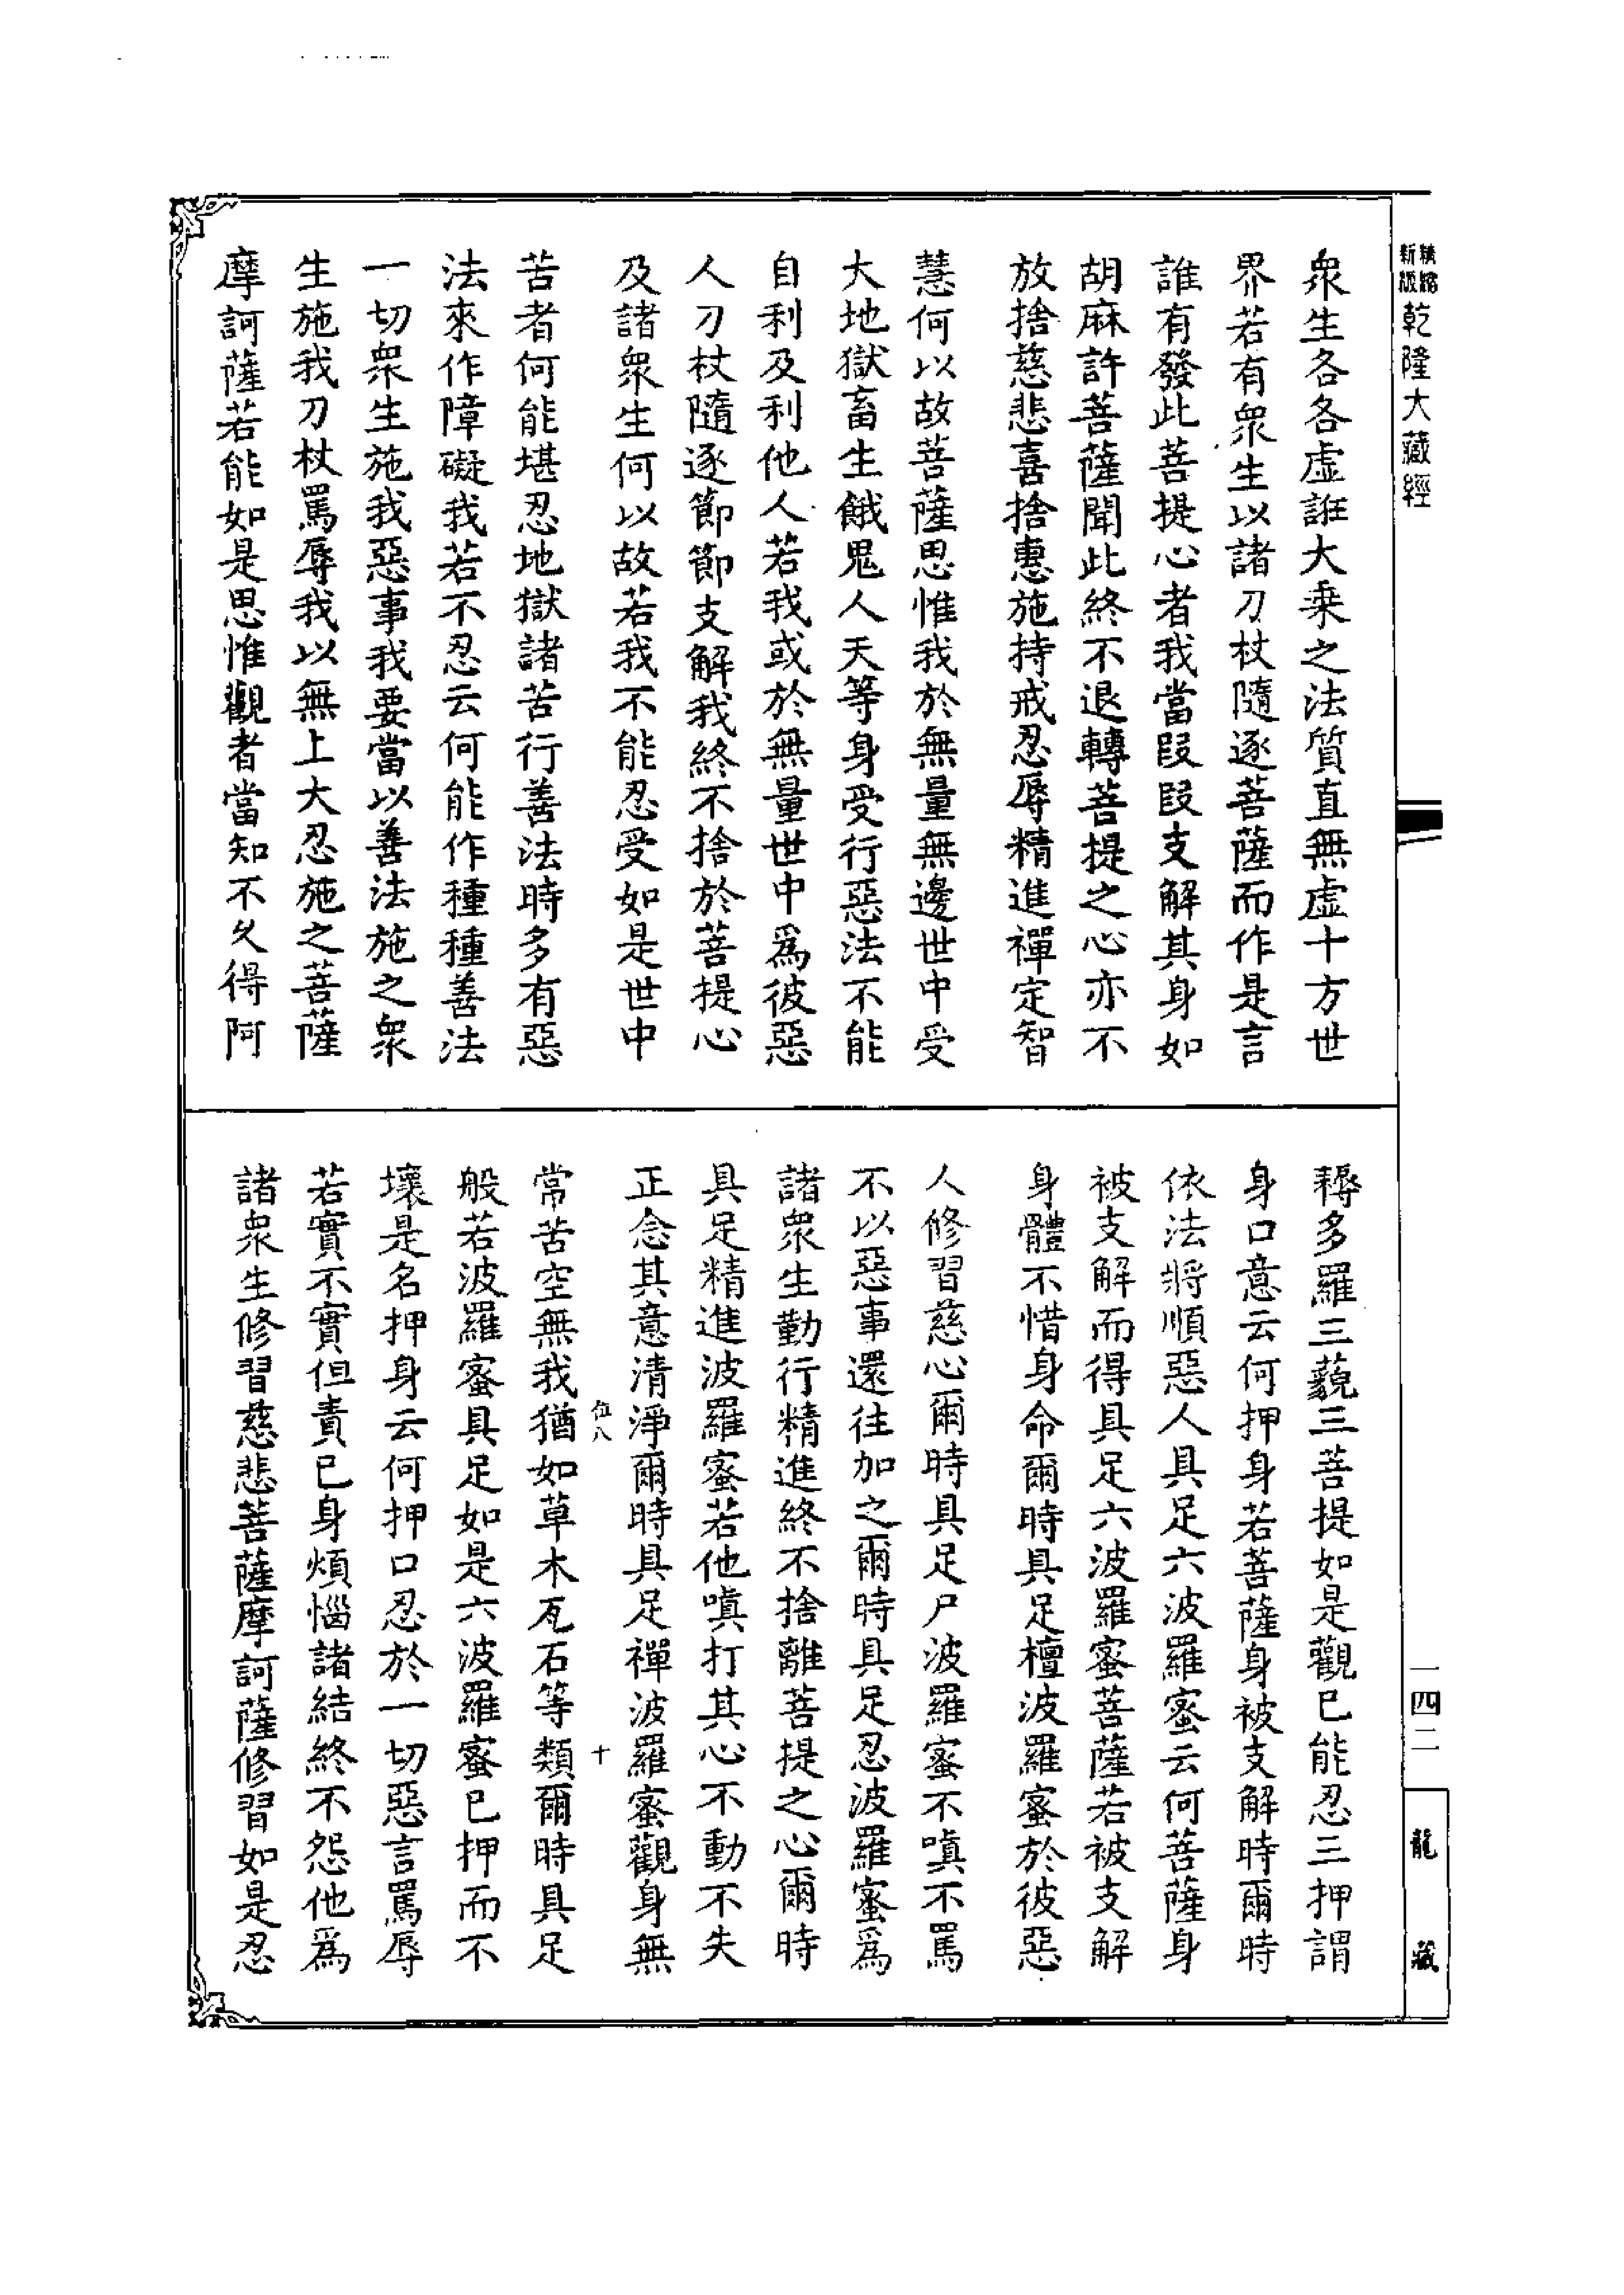 精縮新版 乾隆大藏經
眾生各各虛誑大乘之法質直無虛十方世
界若有眾生以諸刀杖隨逐菩薩而作是言
誰有發此菩提心者我當段段支解其身如
胡麻許菩薩聞此終不退轉菩提之心亦不
放捨慈悲喜捨惠施持戒忍辱精進禪定智
慧何以故菩薩思惟我於無量無邊世中受
大地獄畜生餓鬼人天等身受行惡法不能
自利及利他人若我或於無量世中為彼惡
人刀杖隨逐節節支解我終不捨於菩提心
及諸眾生何以故若我不能忍受如是世中
苦者何能堪忍地獄諸苦行善法時多有惡
法來作障礙我若不忍云何能作種種善法
一切眾生施我惡事我要當以善法施之眾
生施我刀杖罵辱我以無上大忍施之菩薩
摩訶薩若能如是思惟觀者當知不久得阿
耨多羅三藐三菩提如是觀已能忍三押謂
身口意云何押身若菩薩身被支解時爾時
依法將順惡人具足六波羅蜜云何菩薩身
被支解而得具足六波羅蜜菩薩若被支解
身體不惜身命爾時具足檀波羅蜜於彼惡
人修習慈心爾時具足尸波羅蜜不嗔不罵
不以惡事還往加之爾時具足忍波羅蜜為
諸眾生勤行精進終不捨離菩提之心爾時
具足精進波羅蜜若他嗔打其心不動不失
正念其意清淨爾時具足禪波羅蜜觀身無
伍八 十
常苦空無我猶如草木瓦石等類爾時具足
般若波羅蜜具足如是六波羅蜜已押而不
壞是名押身云何押口忍於一切惡言罵辱
若實不實但責已身煩惱諸結終不怨他為
諸眾生修習慈悲菩薩摩訶薩修習如是忍
一四二
龍藏